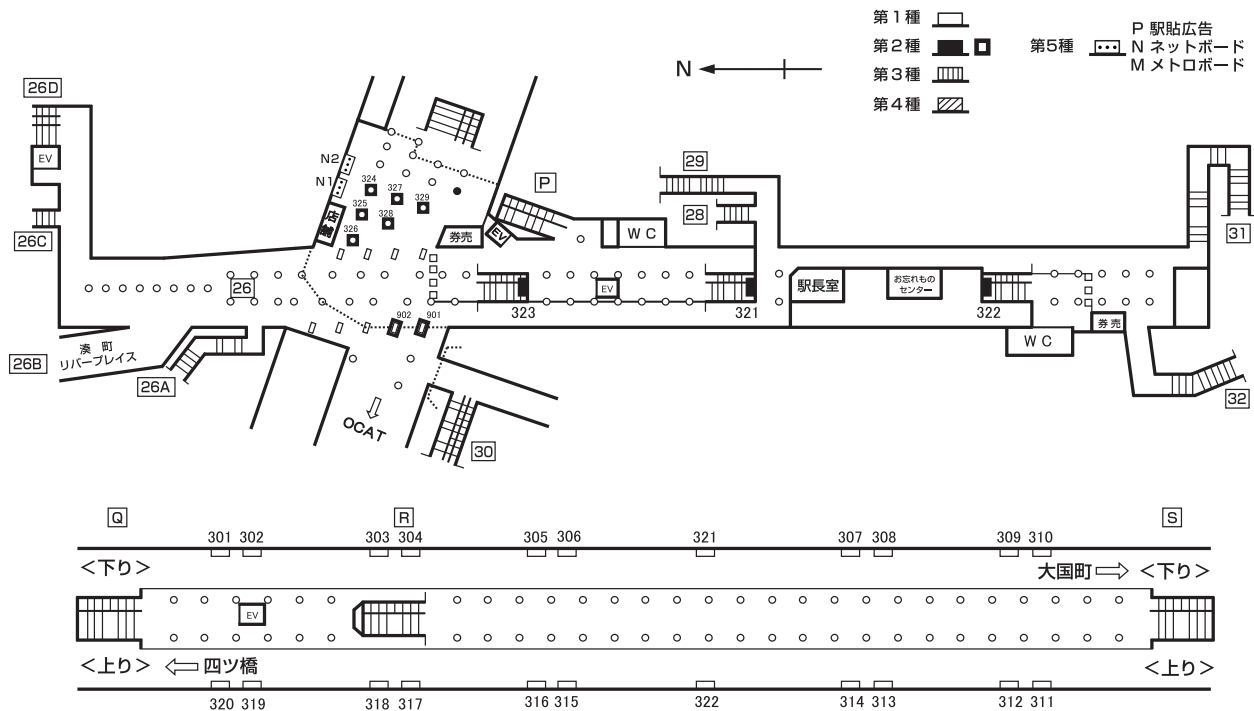 第1種
第2種
第3種
第4種
第5種
P 駅貼広告
N ネットボード
M メトロボード
N
26D
EV
26C
26B
湊町
リバープレイス
26A
26
N2
N1
売店
324
327
325
328
329
326
券売
EV
P
WC
29
28
31
323
EV
321
駅長室
お忘れもの
センター
322
券売
WC
32
902
901
OCAT
30
Q
R
S
301
302
303
304
305
306
321
307
308
309
310
<下り>
大国町
<下り>
EV
<上り>
四ツ橋
<上り>
320
319
318
317
316
315
322
314
313
312
311